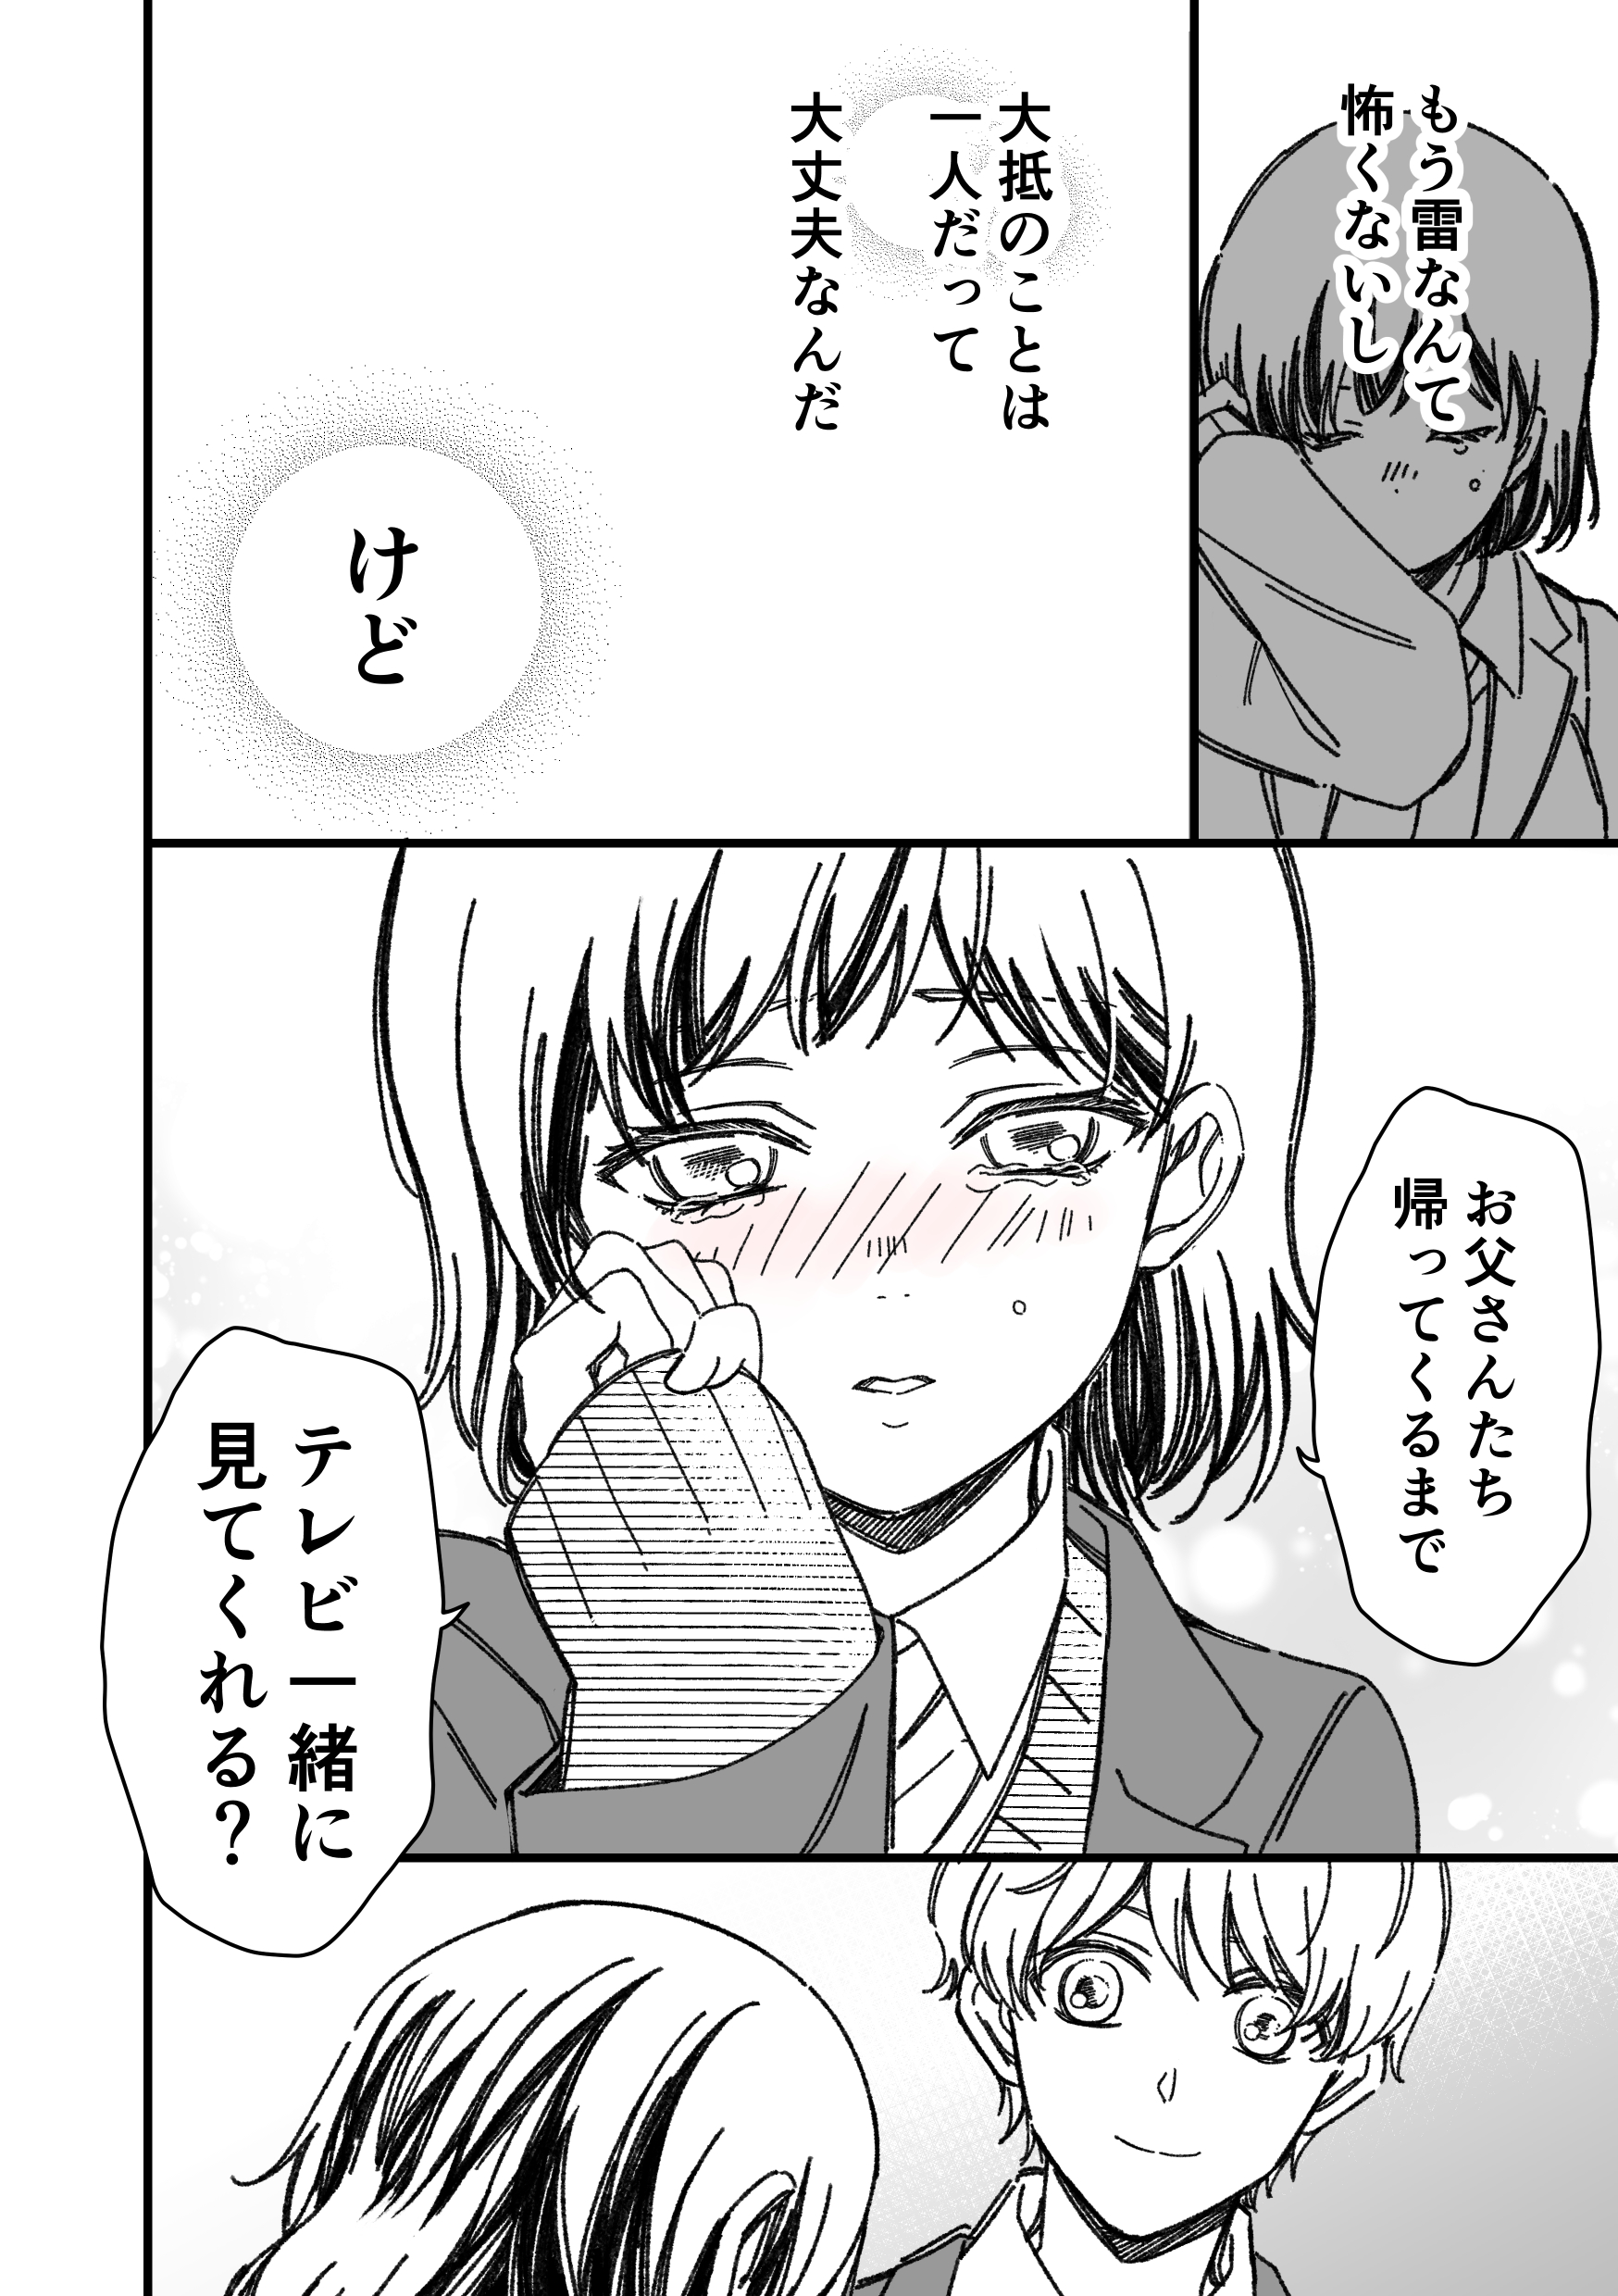 もう雷なんて
怖くないし
大抵のことは
一人だって
大丈夫なんだ
けど
お父さんたち
帰ってくるまで
テレビ一緒に
見てくれる？